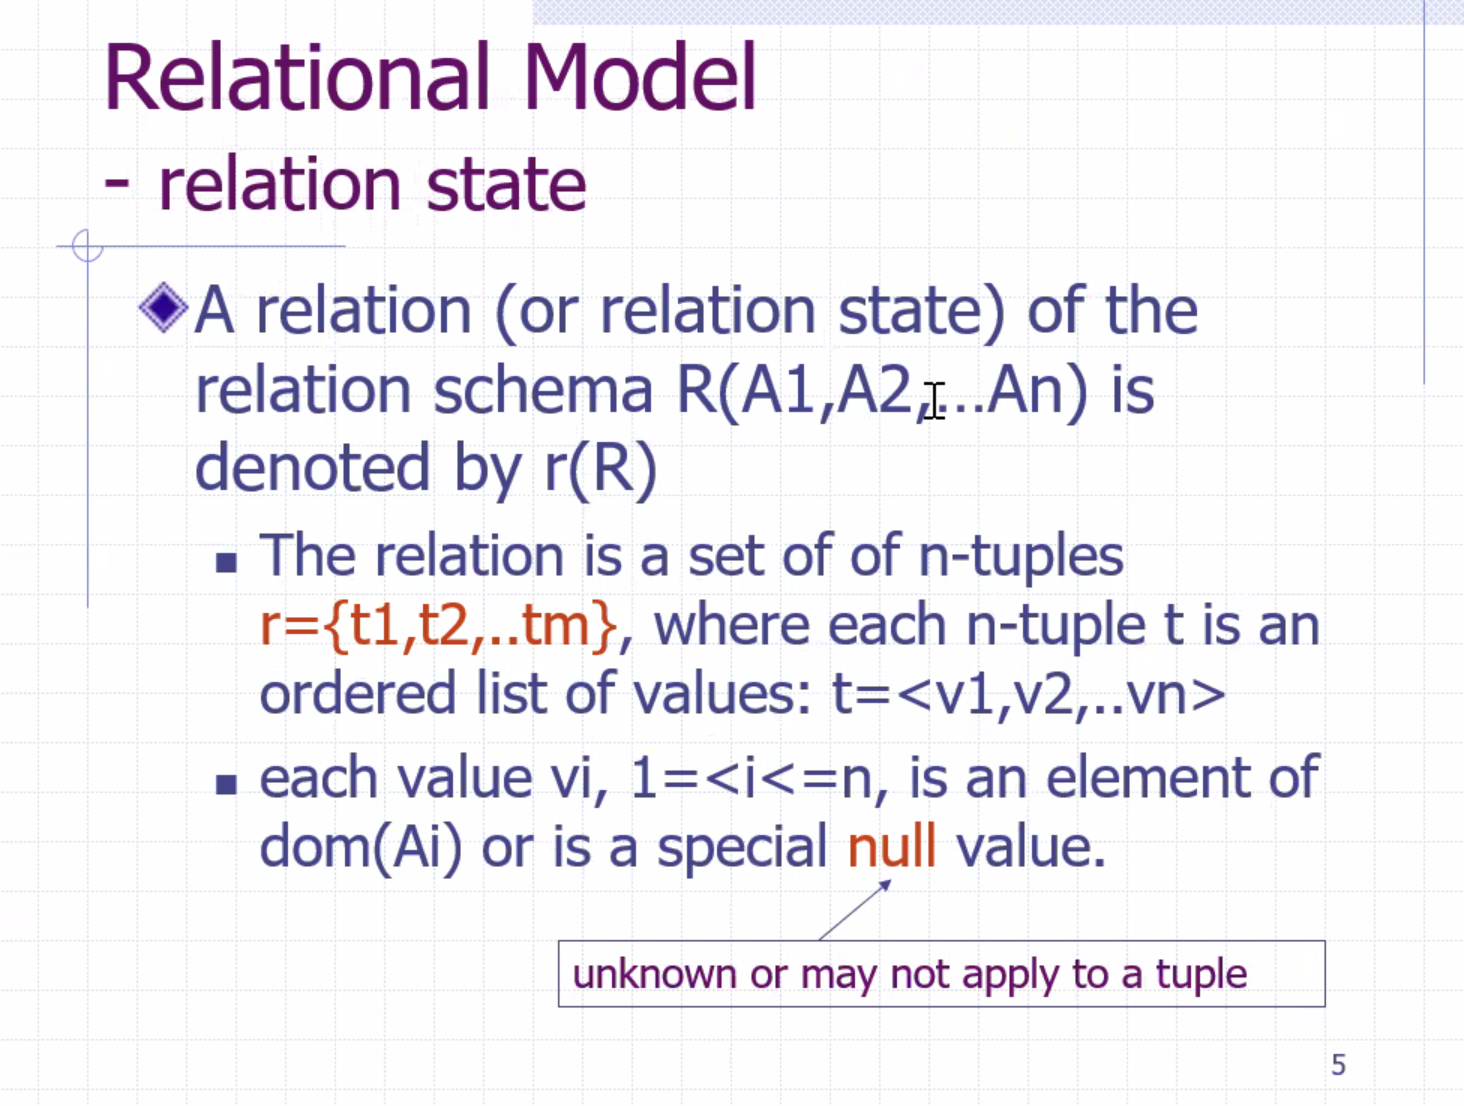 Relational Model
- relation state
A relation (or relation state) of the
relation schema R(A1,A2,...An) is
denoted by r(R)
The relation is a set of of n-tuples
r={t1,t2,..tm}, where each n-tuple t is an
ordered list of values: t=<v1,v2,..vn>
each value vi, 1=<i<=n, is an element of
dom(Ai) or is a special null value.
unknown or may not apply to a tuple
5